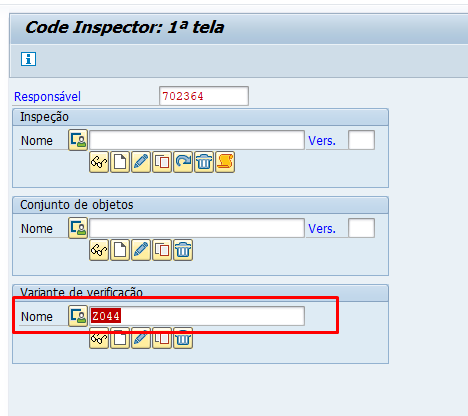 Code Inspector: 1ª tela
Responsável 702364
Inspeção
Nome Vers.
Conjunto de objetos
Nome Vers.
Variante de verificação
Nome Z044